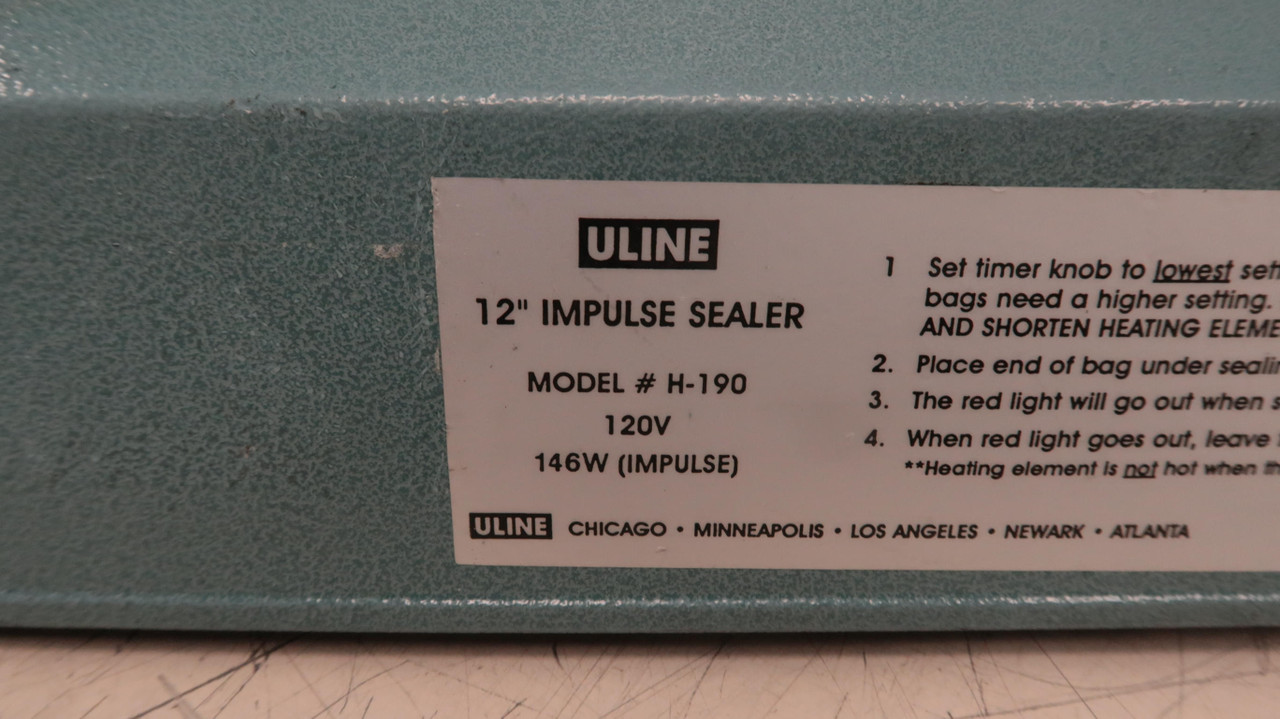 ULINE
12" IMPULSE SEALER
MODEL # H-190
120V
146W (IMPULSE)
1 Set timer knob to lowest
bags need a higher setting.
AND SHORTEN HEATING
2. Place end of bag under
3. The red light will go out when
4. When red light goes out, leave
**Heating element is not hot when
ULINE CHICAGO • MINNEAPOLIS • LOS ANGELES • NEWARK • ATLANTA